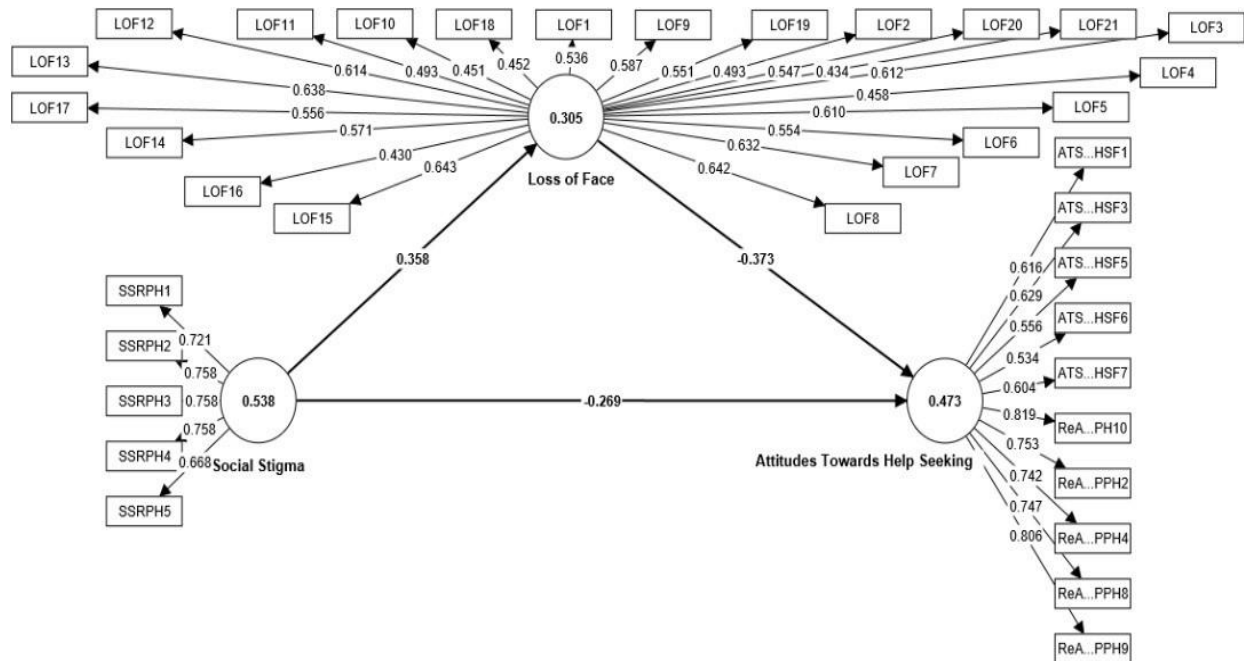 LOF12
LOF11
LOF10
LOF18
LOF1
LOF9
LOF19
LOF2
LOF20
LOF21
LOF3
LOF13
LOF4
LOF17
LOF5
LOF14
LOF6
LOF16
LOF7
LOF15
LOF8
0.614
0.493
0.451
0.452
0.536
0.587
0.551
0.493
0.547
0.434
0.612
0.638
0.458
0.556
0.610
0.571
0.554
0.430
0.632
0.643
0.642
0.305
Loss of Face
0.358
-0.373
-0.269
SSRPH1
SSRPH2
SSRPH3
SSRPH4
SSRPH5
0.721
0.758
0.758
0.758
0.668
0.538
Social Stigma
0.473
Attitudes Towards Help Seeking
0.616
0.629
0.556
0.534
0.604
0.819
0.753
0.742
0.747
0.806
ATS...HSF1
ATS...HSF3
ATS...HSF5
ATS...HSF6
ATS...HSF7
ReA...PH10
ReA...PPH2
ReA...PPH4
ReA...PPH8
ReA...PPH9